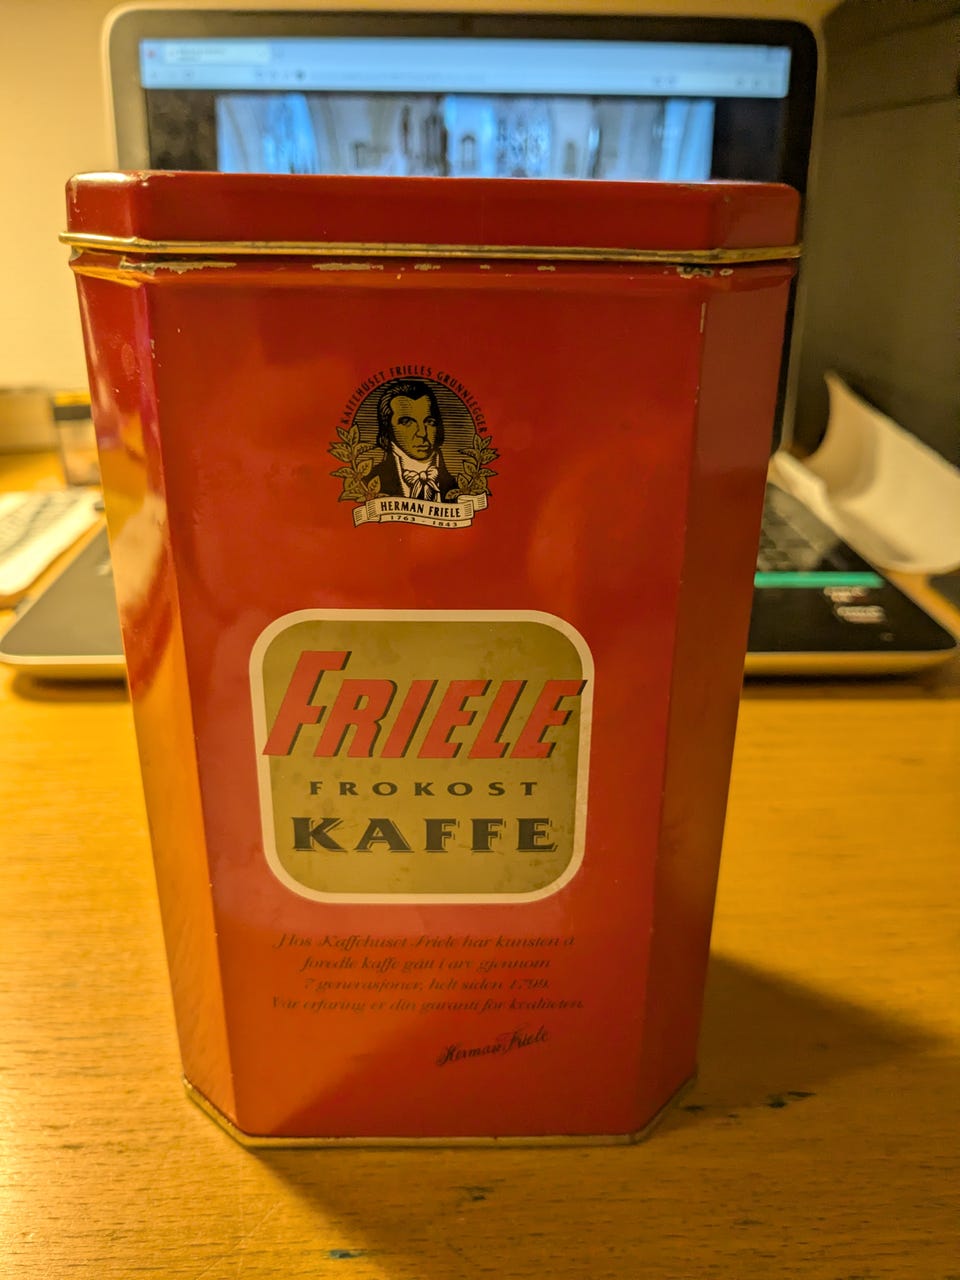 KAFFEHUSET FRIELES GRUNNLEGGER
HERMAN FRIELE
1763 - 1843
FRIELE
FROKOST
KAFFE
Hos Kaffehuset Friele har kunsten å
foredle kaffe gått i arv gjennom
7 generasjoner, helt siden 1799.
Vår erfaring er din garanti for kvaliteten.
Herman Friele